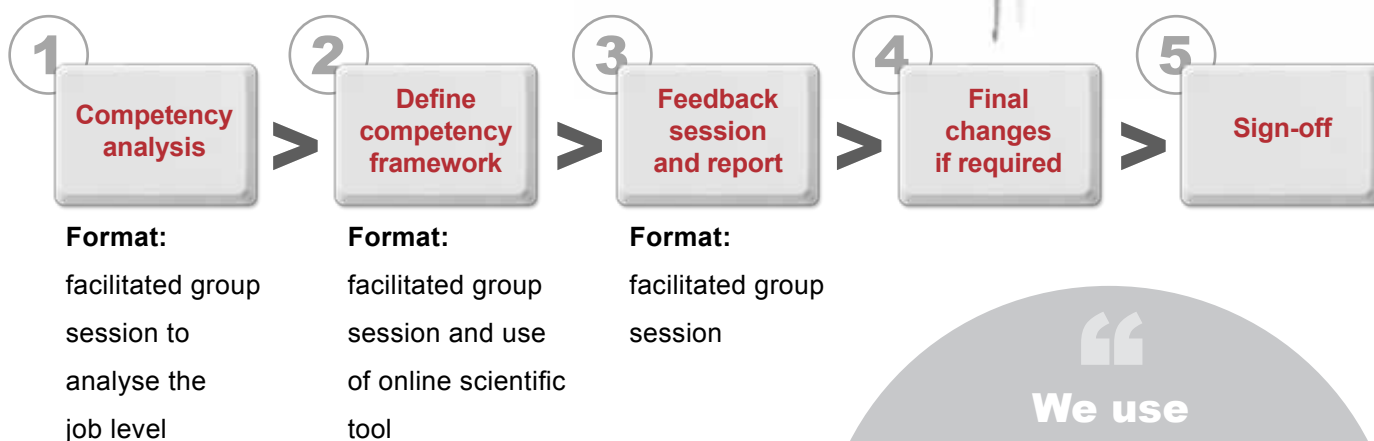 1
Competency
analysis
>
2
Define
competency
framework
>
3
Feedback
session
and report
>
4
Final
changes
if required
>
5
Sign-off
Format:
facilitated group
session to
analyse the
job level
Format:
facilitated group
session and use
of online scientific
tool
Format:
facilitated group
session
“
We use